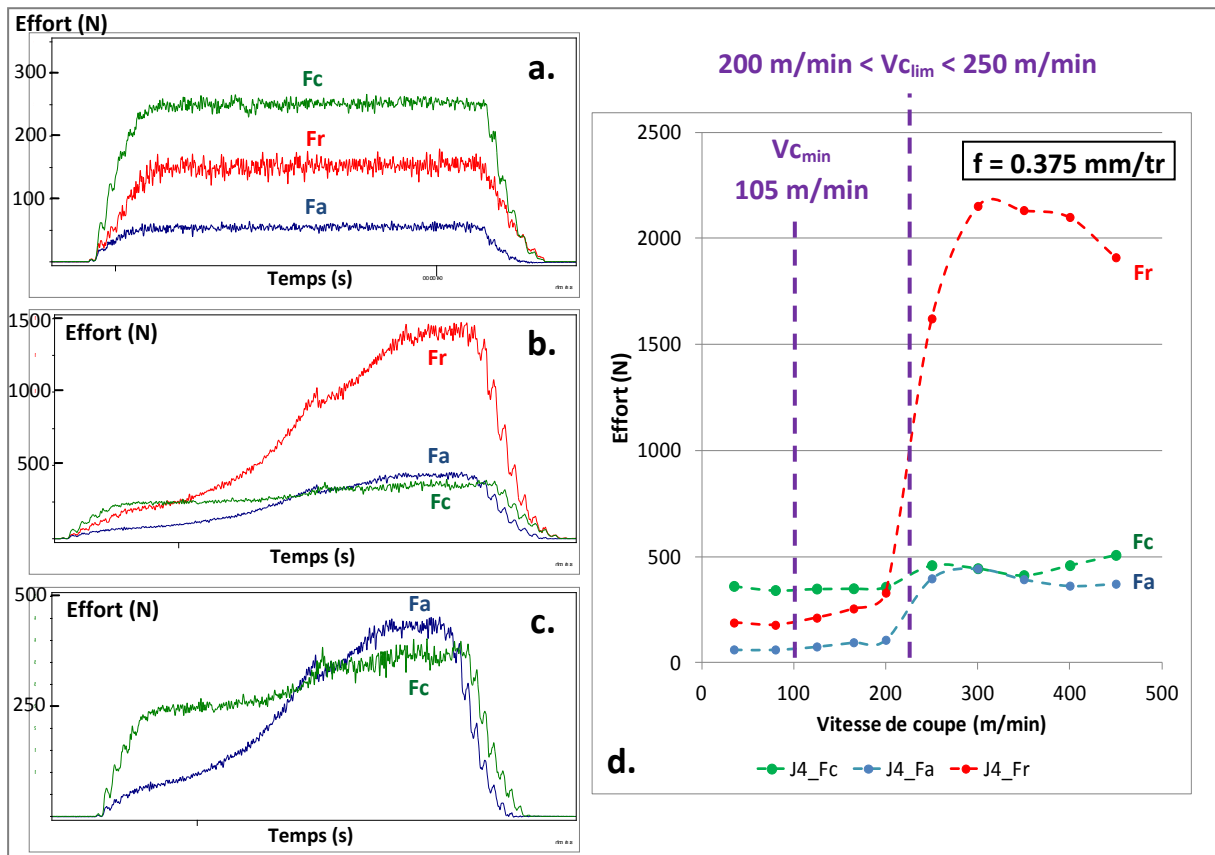 Effort (N)
a.
300
200
100
Fc
Fr
Fa
Temps (s)
Effort (N)
b.
1500
1000
500
Fr
Fa
Fc
Temps (s)
Effort (N)
c.
500
250
Fa
Fc
Temps (s)
200 m/min < Vclim < 250 m/min
Vcmin
105 m/min
f = 0.375 mm/tr
2500
2000
1500
1000
500
0
Effort (N)
Fr
Fc
Fa
0 100 200 300 400 500
Vitesse de coupe (m/min)
d.
J4_Fc J4_Fa J4_Fr